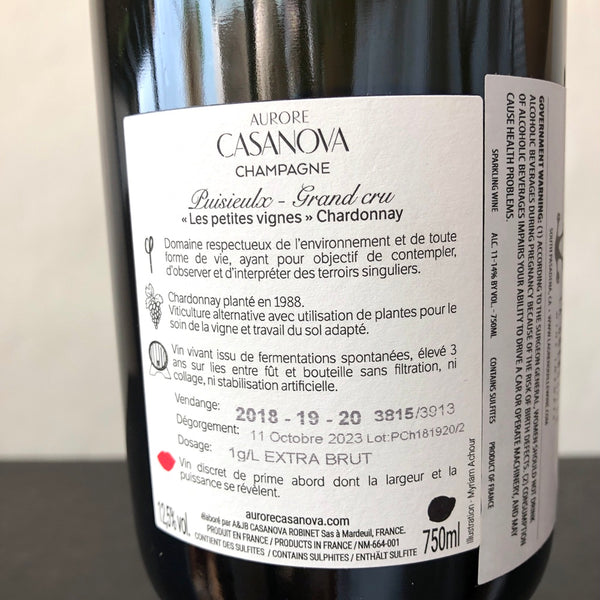 AURORE
CASANOVA
CHAMPAGNE
Puisieulx - Grand cru
« Les petites vignes » Chardonnay
Domaine respectueux de l'environnement et de toute
forme de vie, ayant pour objectif de contempler,
d'observer et d'interpréter des terroirs singuliers.
Chardonnay planté en 1988.
Viticulture alternative avec utilisation de plantes pour le
soin de la vigne et travail du sol adapté.
Vin vivant issu de fermentations spontanées, élevé 3
ans sur lies entre fût et bouteille sans filtration, ni
collage, ni stabilisation artificielle.
Vendange: 2018 - 19 - 20 3815/3913
Dégorgement: 11 Octobre 2023 Lot:PCh181920/2
Dosage: 1g/L EXTRA BRUT
Vin discret de prime abord dont la largeur et la
puissance se révèlent.
aurorecasanova.com
12,5% vol.
élaboré par A&JB CASANOVA ROBINET Sas à Mardeuil, FRANCE.
PRODUIT EN FRANCE / PRODUCTS IN FRANCE / NM-664-001
CONTIENT DES SULFITES / CONTAINS SULPHITES / ENTHÄLT SULFITE
750ml
Illustration - Myriam Achour
GOVERNMENT WARNING: (1) ACCORDING TO THE SURGEON GENERAL, WOMEN SHOULD NOT DRINK
ALCOHOLIC BEVERAGES DURING PREGNANCY BECAUSE OF THE RISK OF BIRTH DEFECTS. (2) CONSUMPTION
OF ALCOHOLIC BEVERAGES IMPAIRS YOUR ABILITY TO DRIVE A CAR OR OPERATE MACHINERY, AND MAY
CAUSE HEALTH PROBLEMS.
SPARKLING WINE ALC. 11-14% BY VOL. - 750ML CONTAINS SULFITES PRODUCT OF FRANCE
SOUTH PASADENA, CA